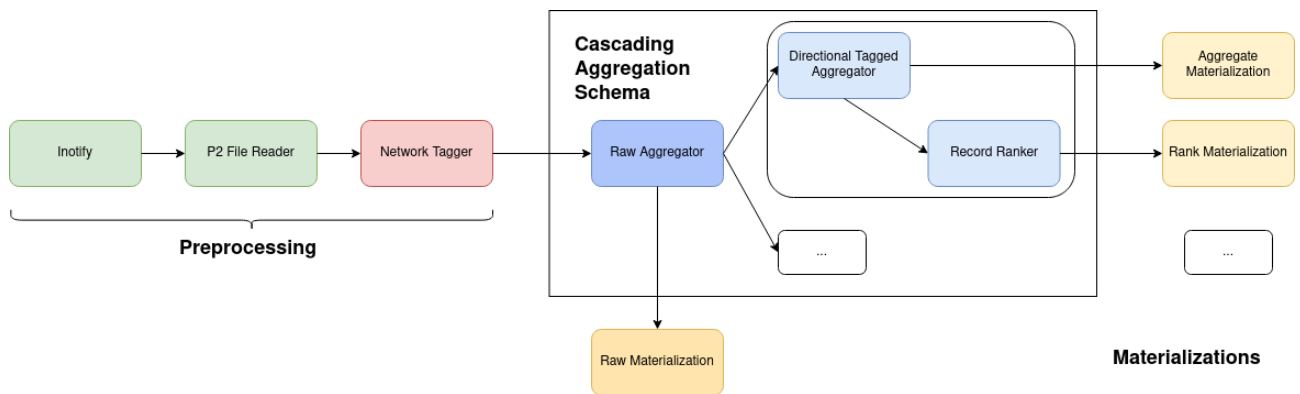 Cascading
Aggregation
Schema
Directional Tagged
Aggregator
Aggregate
Materialization
Inotify
P2 File Reader
Network Tagger
Raw Aggregator
Record Ranker
Rank Materialization
Preprocessing
...
...
Raw Materialization
Materializations